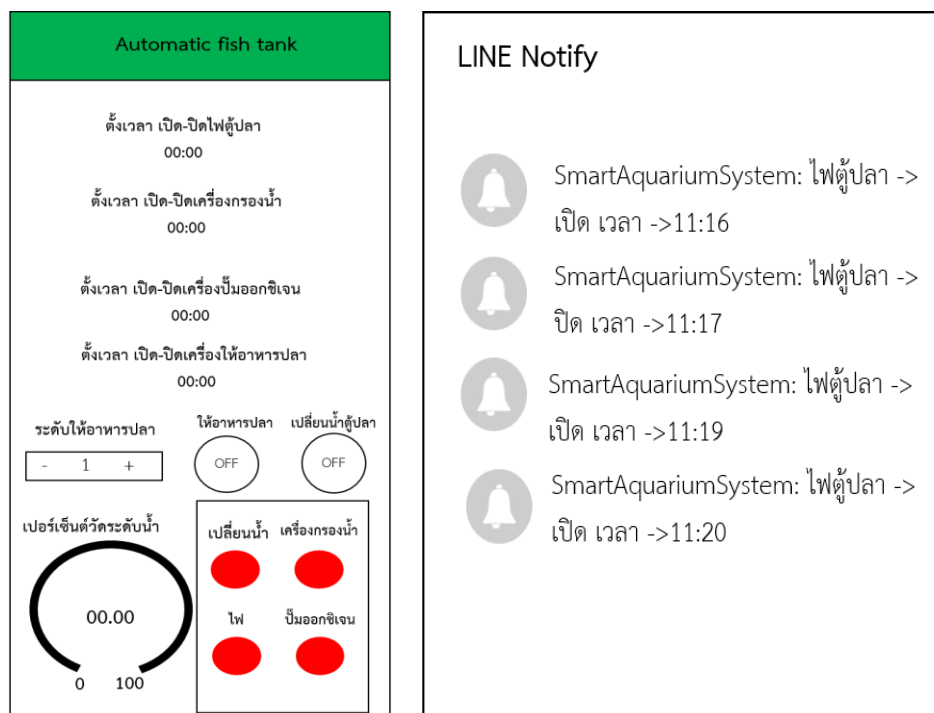 Automatic fish tank
ตั้งเวลา เปิด-ปิดไฟตู้ปลา
00:00
ตั้งเวลา เปิด-ปิดเครื่องกรองน้ำ
00:00
ตั้งเวลา เปิด-ปิดเครื่องปั๊มออกซิเจน
00:00
ตั้งเวลา เปิด-ปิดเครื่องให้อาหารปลา
00:00
ระดับให้อาหารปลา
- 1 +
ให้อาหารปลา
OFF
เปลี่ยนน้ำตู้ปลา
OFF
เปอร์เซ็นต์วัดระดับน้ำ
00.00
0 100
เปลี่ยนน้ำ
เครื่องกรองน้ำ
ไฟ
ปั๊มออกซิเจน
LINE Notify
SmartAquariumSystem: ไฟตู้ปลา ->
เปิด เวลา ->11:16
SmartAquariumSystem: ไฟตู้ปลา ->
ปิด เวลา ->11:17
SmartAquariumSystem: ไฟตู้ปลา ->
เปิด เวลา ->11:19
SmartAquariumSystem: ไฟตู้ปลา ->
เปิด เวลา ->11:20